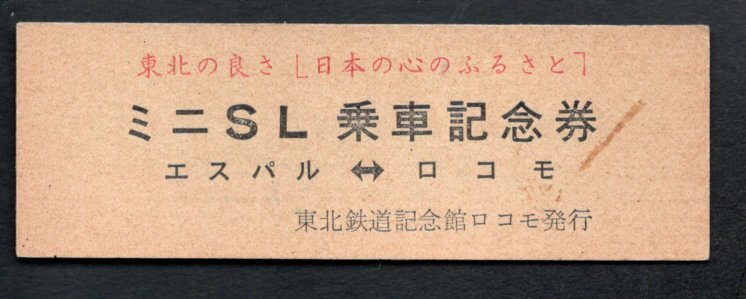 東北の良さ［日本の心のふるさと］
ミニSL 乗車記念券
エスパル ↔ ロコモ
東北鉄道記念館ロコモ発行